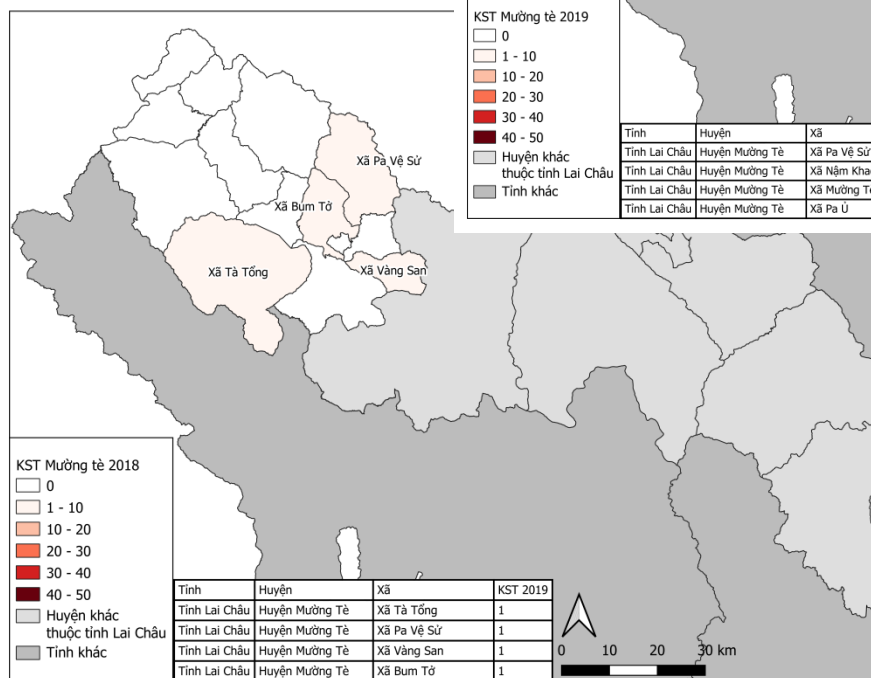 KST Mường tè 2019
0
1 - 10
10 - 20
20 - 30
30 - 40
40 - 50
Huyện khác
thuộc tỉnh Lai Châu
Tỉnh khác
Tỉnh Huyện Xã
Tỉnh Lai Châu Huyện Mường Tè Xã Pa Vệ Sử
Tỉnh Lai Châu Huyện Mường Tè Xã Nậm Khao
Tỉnh Lai Châu Huyện Mường Tè Xã Mường Tè
Tỉnh Lai Châu Huyện Mường Tè Xã Pa Ủ
Xã Pa Vệ Sử
Xã Bum Tở
Xã Tà Tổng
Xã Vàng San
KST Mường tè 2018
0
1 - 10
10 - 20
20 - 30
30 - 40
40 - 50
Huyện khác
thuộc tỉnh Lai Châu
Tỉnh khác
Tỉnh Huyện Xã KST 2019
Tỉnh Lai Châu Huyện Mường Tè Xã Tà Tổng 1
Tỉnh Lai Châu Huyện Mường Tè Xã Pa Vệ Sử 1
Tỉnh Lai Châu Huyện Mường Tè Xã Vàng San 1
Tỉnh Lai Châu Huyện Mường Tè Xã Bum Tở 1
0 10 20 30 km